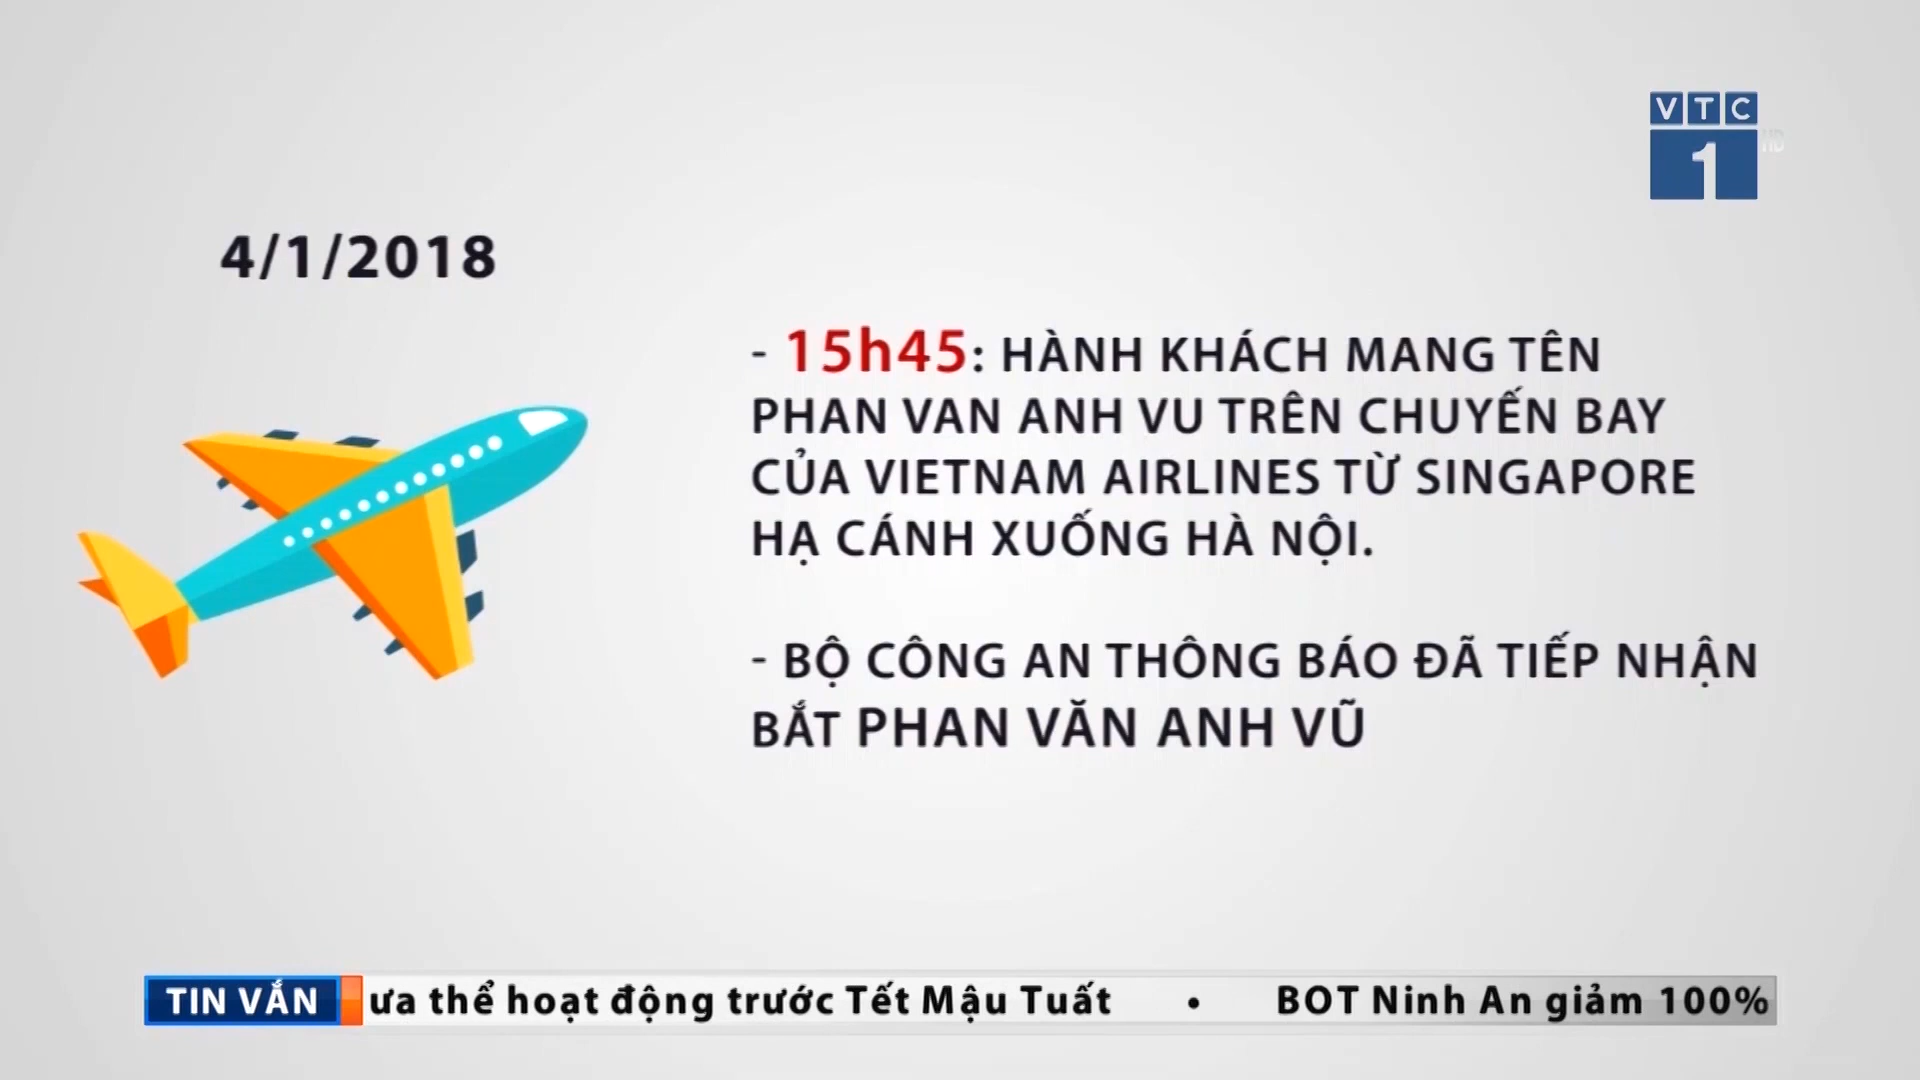 VTC
1
HD
4/1/2018
- 15h45: HÀNH KHÁCH MANG TÊN
PHAN VAN ANH VU TRÊN CHUYẾN BAY
CỦA VIETNAM AIRLINES TỪ SINGAPORE
HẠ CÁNH XUỐNG HÀ NỘI.
- BỘ CÔNG AN THÔNG BÁO ĐÃ TIẾP NHẬN
BẮT PHAN VĂN ANH VŨ
TIN VẮN ưa thể hoạt động trước Tết Mậu Tuất • BOT Ninh An giảm 100%